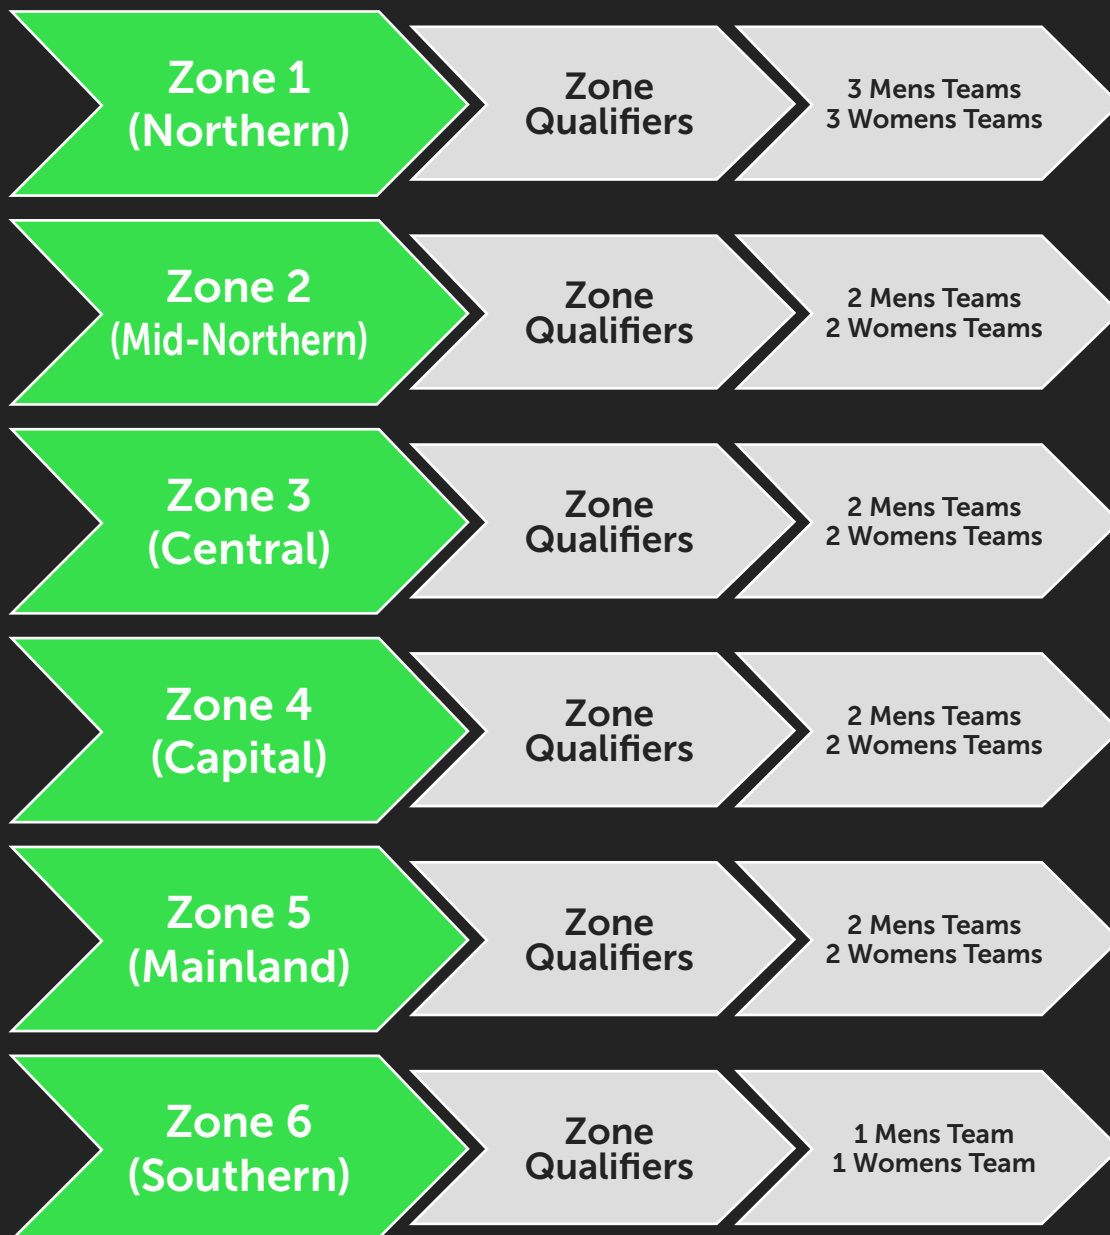 Zone 1
(Northern)
Zone
Qualifiers
3 Mens Teams
3 Womens Teams
Zone 2
(Mid-Northern)
Zone
Qualifiers
2 Mens Teams
2 Womens Teams
Zone 3
(Central)
Zone
Qualifiers
2 Mens Teams
2 Womens Teams
Zone 4
(Capital)
Zone
Qualifiers
2 Mens Teams
2 Womens Teams
Zone 5
(Mainland)
Zone
Qualifiers
2 Mens Teams
2 Womens Teams
Zone 6
(Southern)
Zone
Qualifiers
1 Mens Team
1 Womens Team